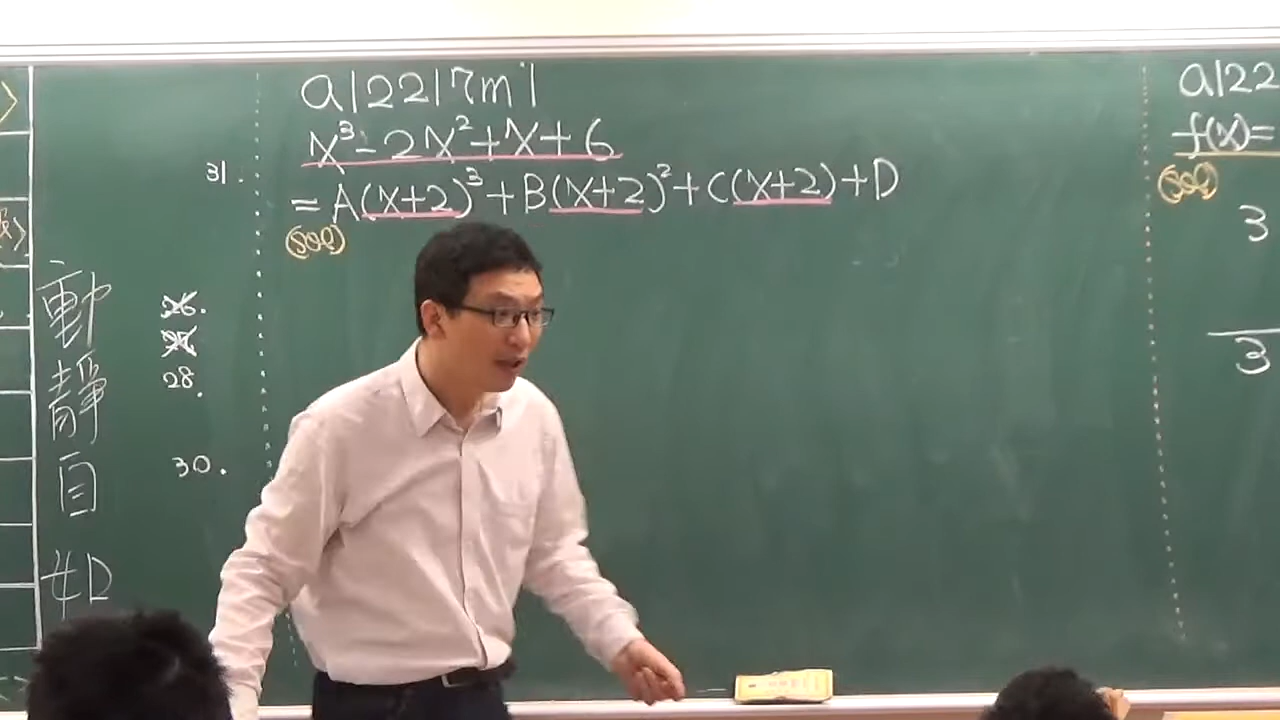 a12217m1
x³-2x²+x+6
31.
=A(x+2)³+B(x+2)²+C(x+2)+D
sol
26.
27.
28.
30.
動
靜
自
如
a122
f(x)=
sol
3
3